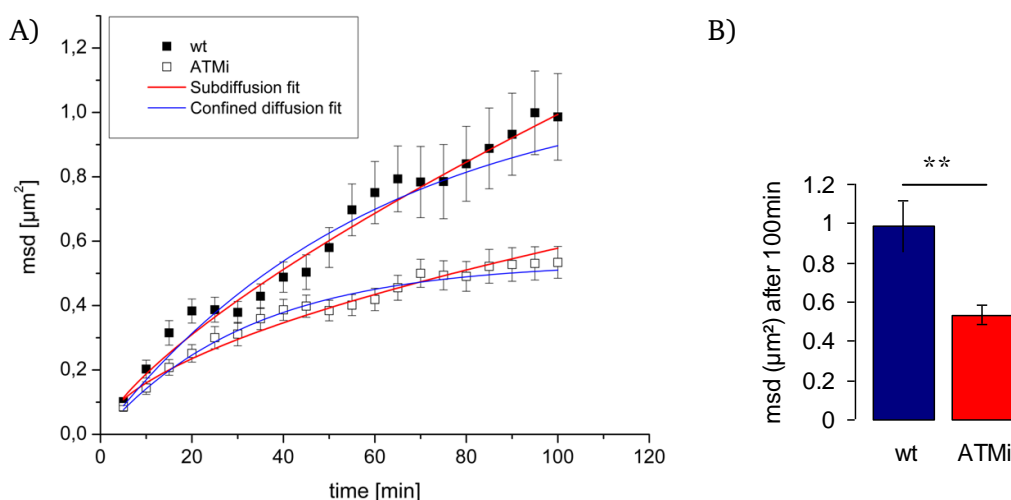 A)
wt
ATMi
Subdiffusion fit
Confined diffusion fit
1,2
1,0
0,8
0,6
0,4
0,2
0,0
msd [µm²]
0 20 40 60 80 100 120
time [min]
B)
**
1.2
1
0.8
0.6
0.4
0.2
0
msd (µm²) after 100min
wt ATMi